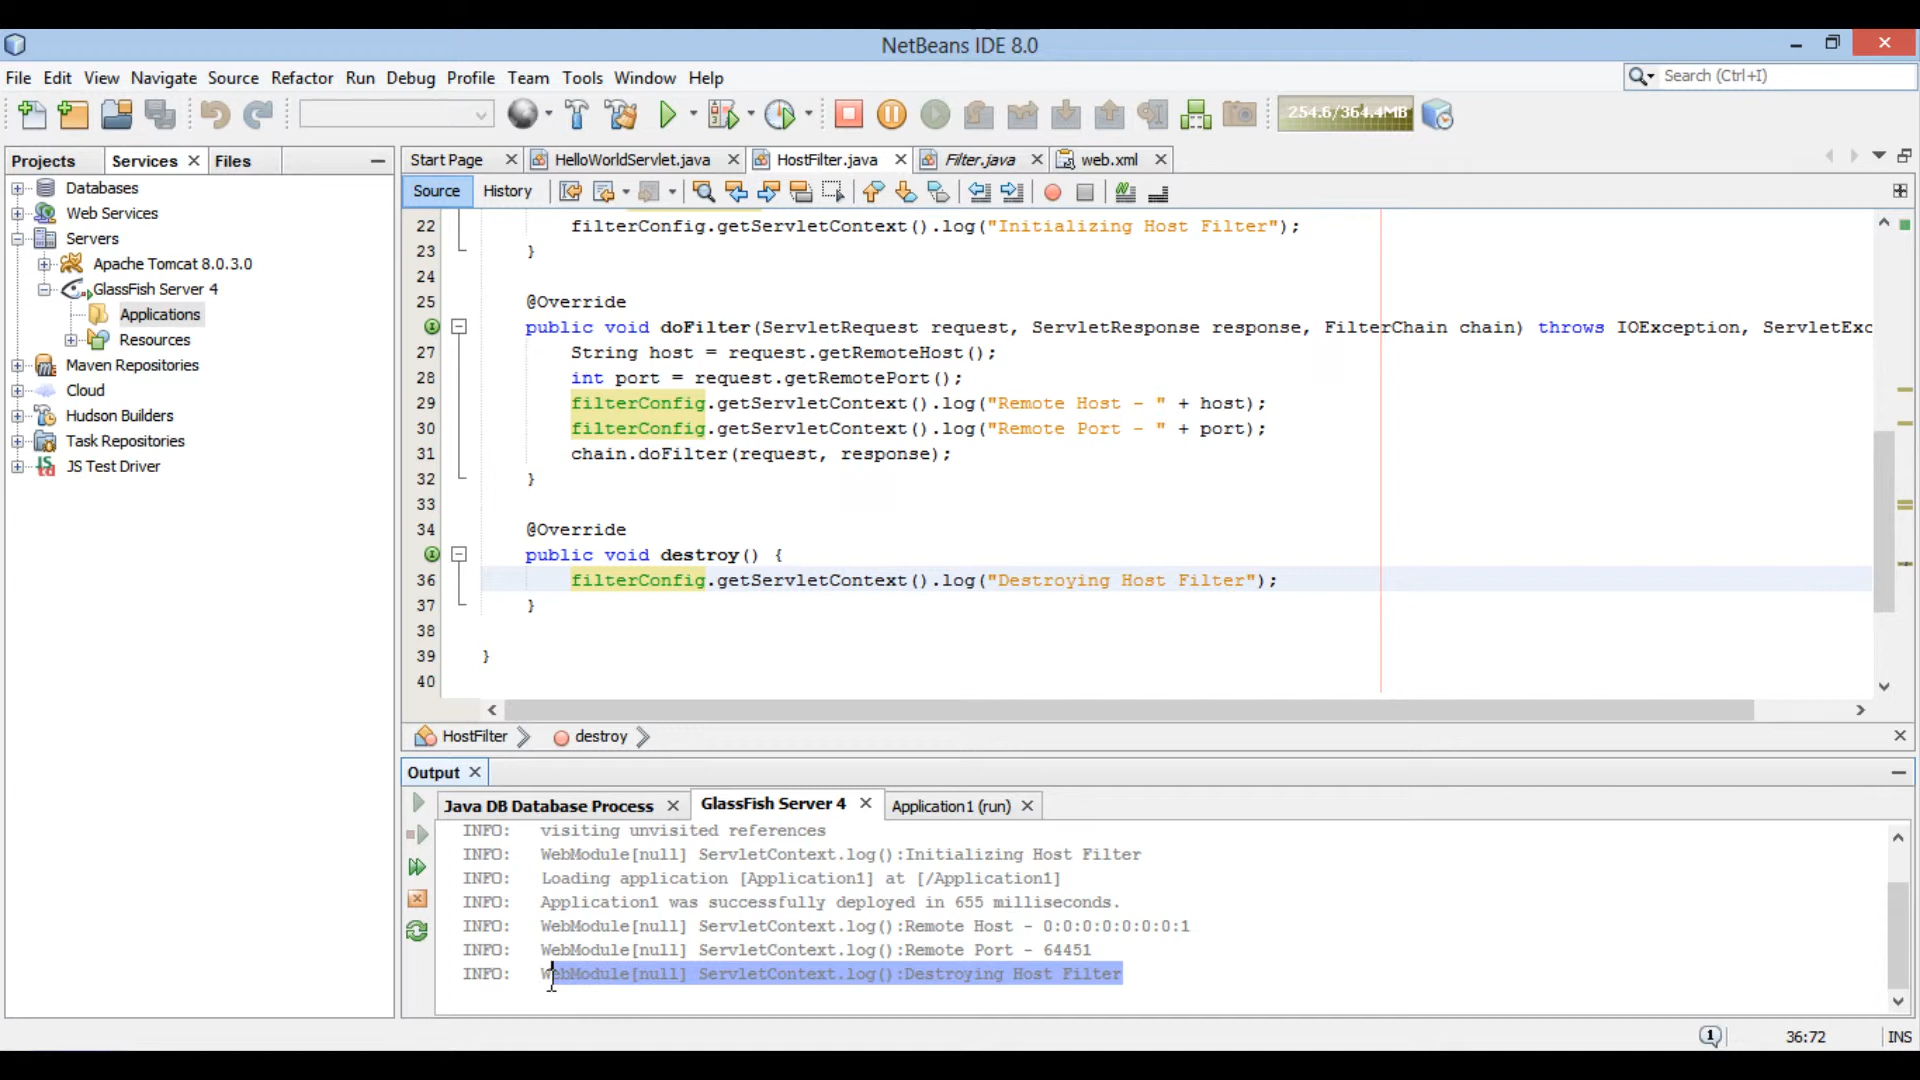 NetBeans IDE 8.0
File Edit View Navigate Source Refactor Run Debug Profile Team Tools Window Help
Search (Ctrl+I)
254.6/364.4MB
Projects Services Files
Start Page HelloWorldServlet.java HostFilter.java Filter.java web.xml
Source History
Databases
Web Services
Servers
Apache Tomcat 8.0.3.0
GlassFish Server 4
Applications
Resources
Maven Repositories
Cloud
Hudson Builders
Task Repositories
JS Test Driver
22 filterConfig.getServletContext().log("Initializing Host Filter");
23 }
24
25 @Override
public void doFilter(ServletRequest request, ServletResponse response, FilterChain chain) throws IOException, ServletExc
27 String host = request.getRemoteHost();
28 int port = request.getRemotePort();
29 filterConfig.getServletContext().log("Remote Host - " + host);
30 filterConfig.getServletContext().log("Remote Port - " + port);
31 chain.doFilter(request, response);
32 }
33
34 @Override
public void destroy() {
36 filterConfig.getServletContext().log("Destroying Host Filter");
37 }
38
39 }
40
HostFilter destroy
Output
Java DB Database Process GlassFish Server 4 Application1 (run)
INFO: visiting unvisited references
INFO: WebModule[null] ServletContext.log():Initializing Host Filter
INFO: Loading application [Application1] at [/Application1]
INFO: Application1 was successfully deployed in 655 milliseconds.
INFO: WebModule[null] ServletContext.log():Remote Host - 0:0:0:0:0:0:0:1
INFO: WebModule[null] ServletContext.log():Remote Port - 64451
INFO: WebModule[null] ServletContext.log():Destroying Host Filter
1 36:72 INS